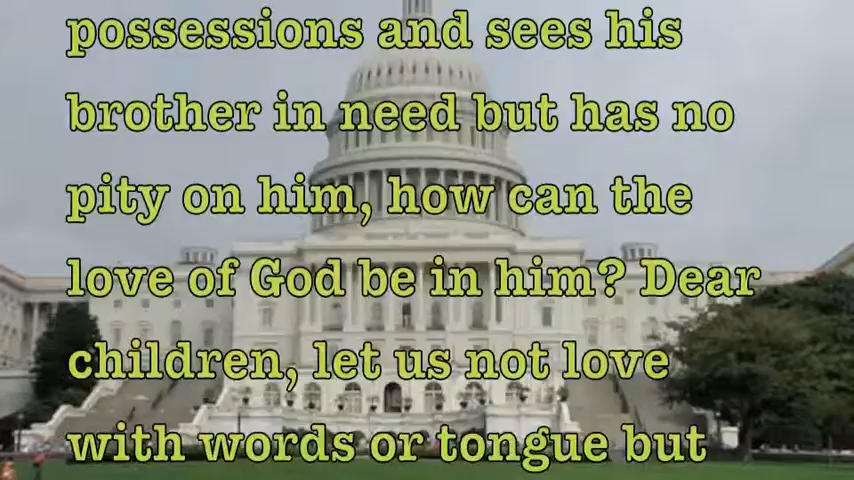 possessions and sees his
brother in need but has no
pity on him, how can the
love of God be in him? Dear
children, let us not love
with words or tongue but